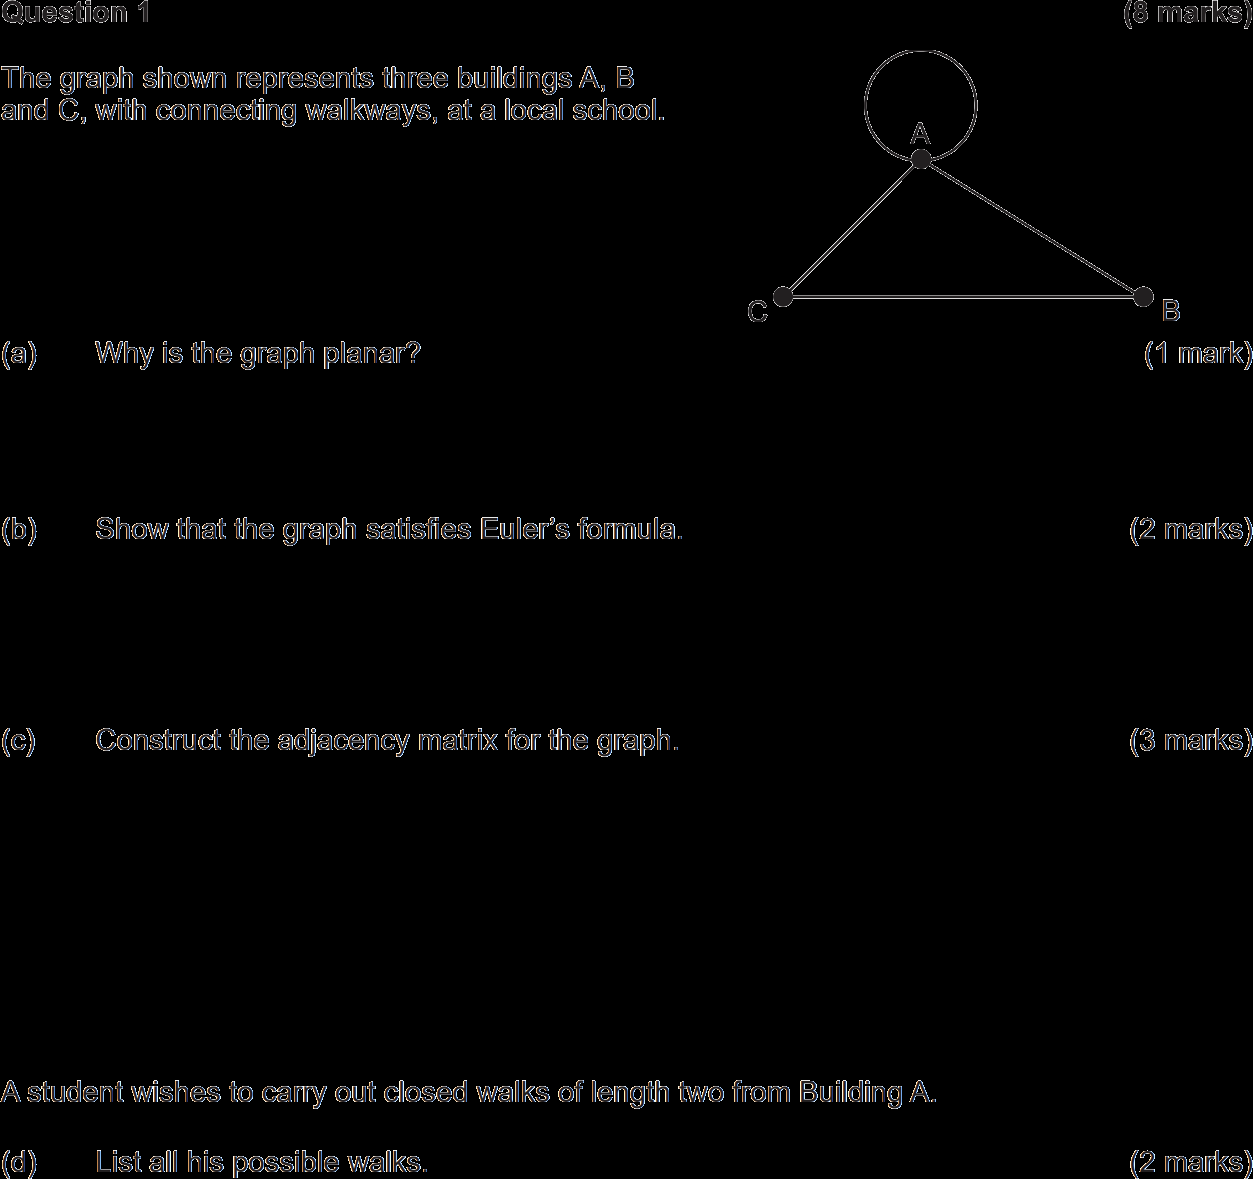 Question 1 (8 marks)
The graph shown represents three buildings A, B
and C, with connecting walkways, at a local school.
A
C
B
(a) Why is the graph planar? (1 mark)
(b) Show that the graph satisfies Euler’s formula. (2 marks)
(c) Construct the adjacency matrix for the graph. (3 marks)
A student wishes to carry out closed walks of length two from Building A.
(d) List all his possible walks. (2 marks)